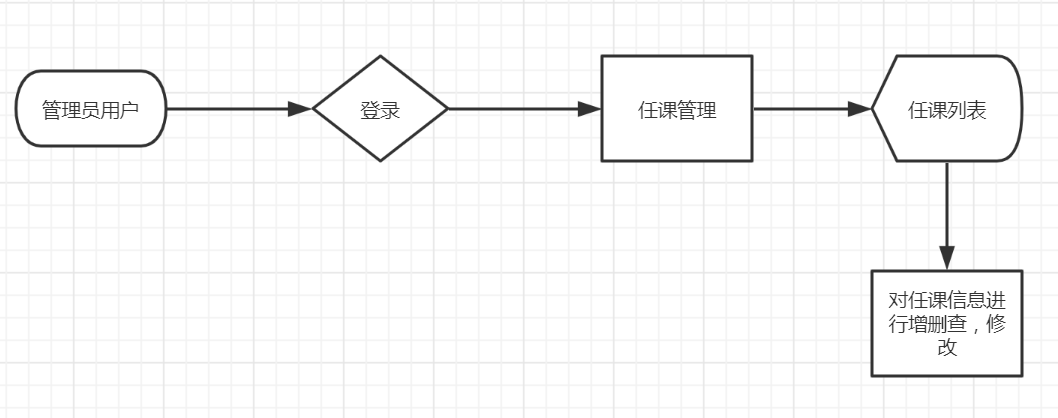 管理员用户
登录
任课管理
任课列表
对任课信息进
行增删查，修
改